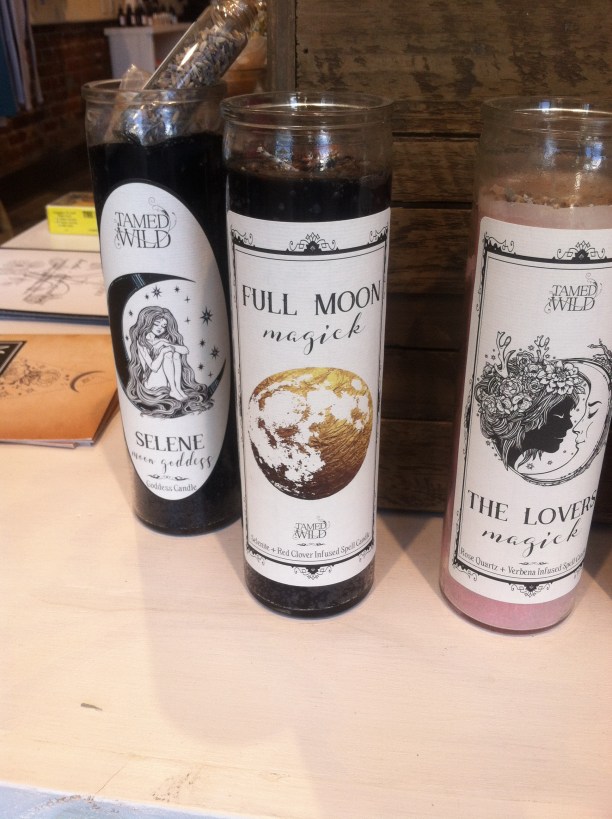 TAMED
WILD
SELENE
moon goddess
Goddess Candle
FULL MOON
magick
TAMED
WILD
Selenite + Red Clover Infused Spell Candle
TAMED
WILD
THE LOVERS
magick
Rose Quartz + Verbena Infused Spell